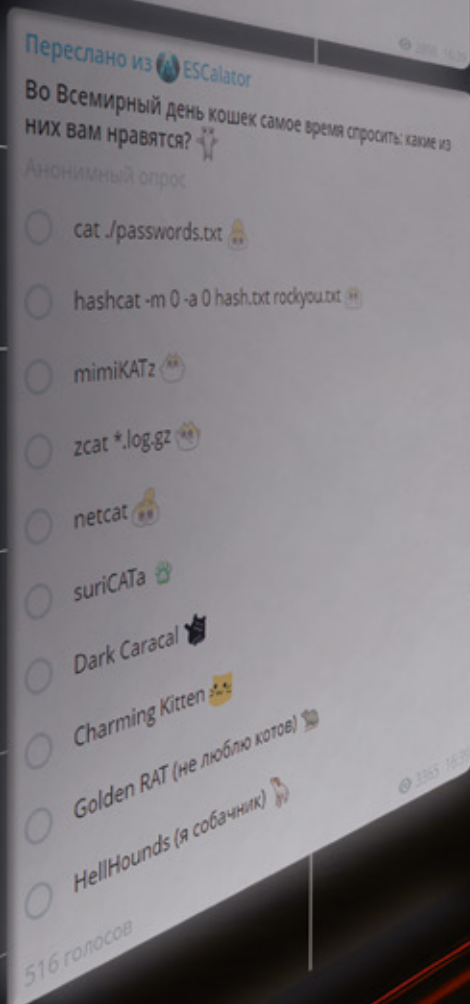 Переслано из ESCalator
Во Всемирный день кошек самое время спросить: какие из
них вам нравятся?
Анонимный опрос
cat ./passwords.txt
hashcat -m 0 -a 0 hash.txt rockyou.txt
mimiKATz
zcat *.log.gz
netcat
suriCATa
Dark Caracal
Charming Kitten
Golden RAT (не люблю котов)
HellHounds (я собачник)
3365
516 голосов